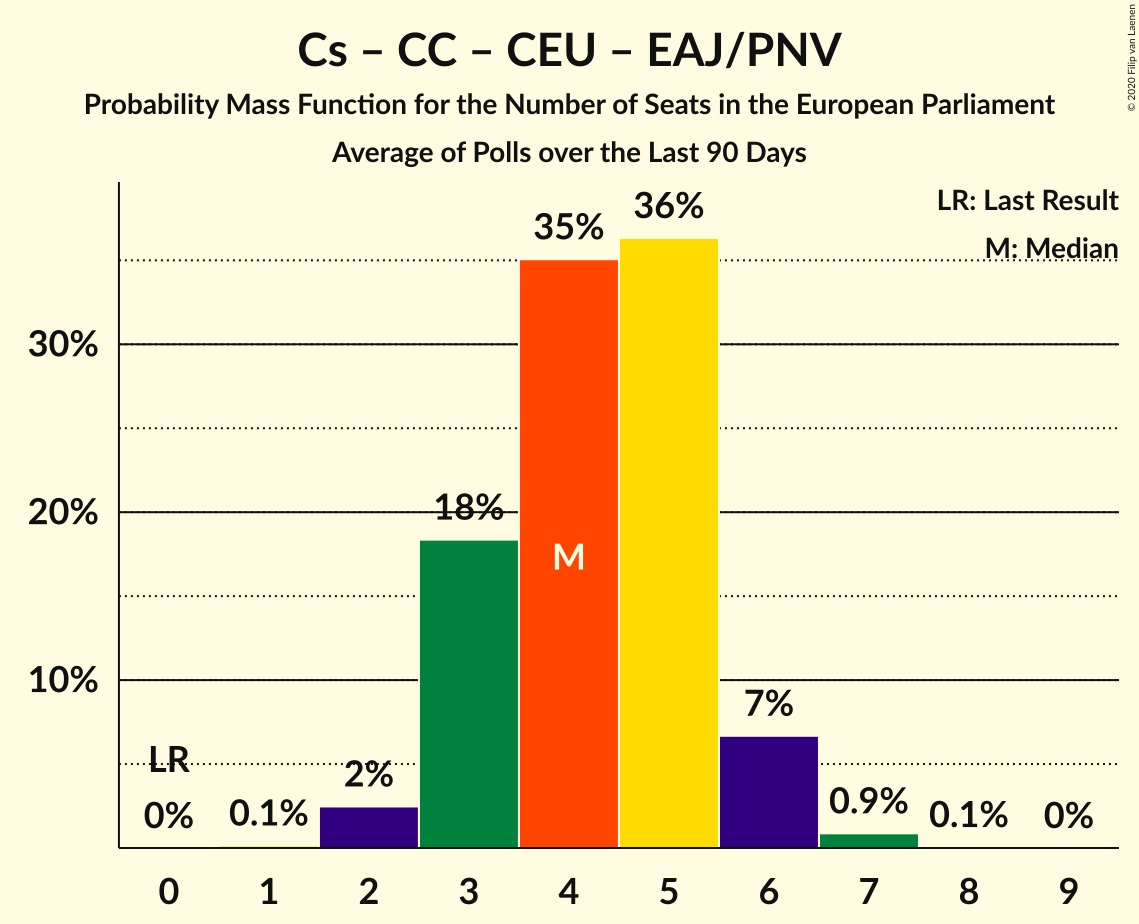 Cs – CC – CEU – EAJ/PNV
Probability Mass Function for the Number of Seats in the European Parliament
Average of Polls over the Last 90 Days
© 2020 Filip van Laenen
LR: Last Result
M: Median
30%
20%
10%
LR
0%
0.1%
2%
18%
35%
M
36%
7%
0.9%
0.1%
0%
0 1 2 3 4 5 6 7 8 9